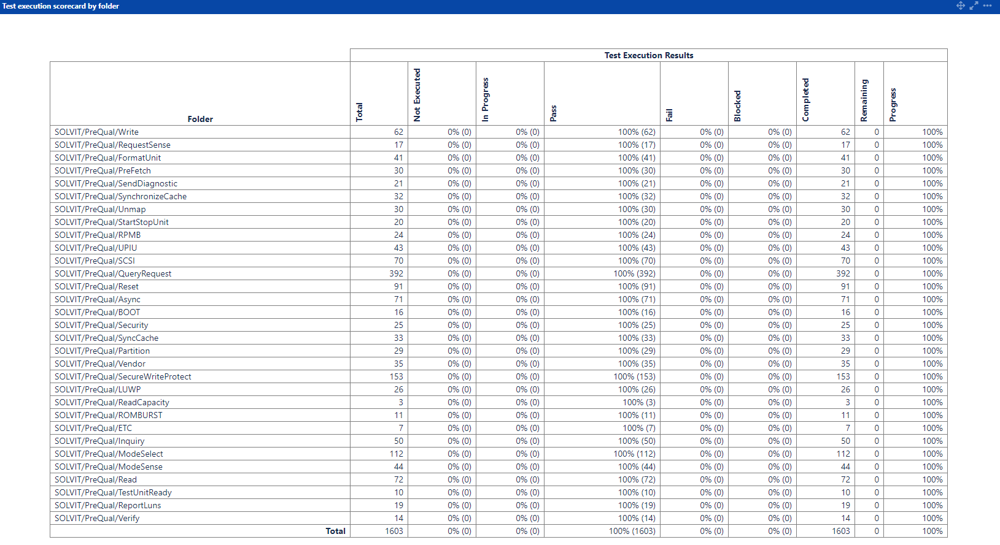 Test execution scorecard by folder
Test Execution Results
Folder Total Not Executed In Progress Pass Fail Blocked Completed Remaining Progress
SOLVIT/PreQual/Write 62 0% (0) 0% (0) 100% (62) 0% (0) 0% (0) 62 0 100%
SOLVIT/PreQual/RequestSense 17 0% (0) 0% (0) 100% (17) 0% (0) 0% (0) 17 0 100%
SOLVIT/PreQual/FormatUnit 41 0% (0) 0% (0) 100% (41) 0% (0) 0% (0) 41 0 100%
SOLVIT/PreQual/PreFetch 30 0% (0) 0% (0) 100% (30) 0% (0) 0% (0) 30 0 100%
SOLVIT/PreQual/SendDiagnostic 21 0% (0) 0% (0) 100% (21) 0% (0) 0% (0) 21 0 100%
SOLVIT/PreQual/SynchronizeCache 32 0% (0) 0% (0) 100% (32) 0% (0) 0% (0) 32 0 100%
SOLVIT/PreQual/Unmap 30 0% (0) 0% (0) 100% (30) 0% (0) 0% (0) 30 0 100%
SOLVIT/PreQual/StartStopUnit 20 0% (0) 0% (0) 100% (20) 0% (0) 0% (0) 20 0 100%
SOLVIT/PreQual/RPMB 24 0% (0) 0% (0) 100% (24) 0% (0) 0% (0) 24 0 100%
SOLVIT/PreQual/UPIU 43 0% (0) 0% (0) 100% (43) 0% (0) 0% (0) 43 0 100%
SOLVIT/PreQual/SCSI 70 0% (0) 0% (0) 100% (70) 0% (0) 0% (0) 70 0 100%
SOLVIT/PreQual/QueryRequest 392 0% (0) 0% (0) 100% (392) 0% (0) 0% (0) 392 0 100%
SOLVIT/PreQual/Reset 91 0% (0) 0% (0) 100% (91) 0% (0) 0% (0) 91 0 100%
SOLVIT/PreQual/Async 71 0% (0) 0% (0) 100% (71) 0% (0) 0% (0) 71 0 100%
SOLVIT/PreQual/BOOT 16 0% (0) 0% (0) 100% (16) 0% (0) 0% (0) 16 0 100%
SOLVIT/PreQual/Security 25 0% (0) 0% (0) 100% (25) 0% (0) 0% (0) 25 0 100%
SOLVIT/PreQual/SyncCache 33 0% (0) 0% (0) 100% (33) 0% (0) 0% (0) 33 0 100%
SOLVIT/PreQual/Partition 29 0% (0) 0% (0) 100% (29) 0% (0) 0% (0) 29 0 100%
SOLVIT/PreQual/Vendor 35 0% (0) 0% (0) 100% (35) 0% (0) 0% (0) 35 0 100%
SOLVIT/PreQual/SecureWriteProtect 153 0% (0) 0% (0) 100% (153) 0% (0) 0% (0) 153 0 100%
SOLVIT/PreQual/LUWP 26 0% (0) 0% (0) 100% (26) 0% (0) 0% (0) 26 0 100%
SOLVIT/PreQual/ReadCapacity 3 0% (0) 0% (0) 100% (3) 0% (0) 0% (0) 3 0 100%
SOLVIT/PreQual/ROMBURST 11 0% (0) 0% (0) 100% (11) 0% (0) 0% (0) 11 0 100%
SOLVIT/PreQual/ETC 7 0% (0) 0% (0) 100% (7) 0% (0) 0% (0) 7 0 100%
SOLVIT/PreQual/Inquiry 50 0% (0) 0% (0) 100% (50) 0% (0) 0% (0) 50 0 100%
SOLVIT/PreQual/ModeSelect 112 0% (0) 0% (0) 100% (112) 0% (0) 0% (0) 112 0 100%
SOLVIT/PreQual/ModeSense 44 0% (0) 0% (0) 100% (44) 0% (0) 0% (0) 44 0 100%
SOLVIT/PreQual/Read 72 0% (0) 0% (0) 100% (72) 0% (0) 0% (0) 72 0 100%
SOLVIT/PreQual/TestUnitReady 10 0% (0) 0% (0) 100% (10) 0% (0) 0% (0) 10 0 100%
SOLVIT/PreQual/ReportLuns 19 0% (0) 0% (0) 100% (19) 0% (0) 0% (0) 19 0 100%
SOLVIT/PreQual/Verify 14 0% (0) 0% (0) 100% (14) 0% (0) 0% (0) 14 0 100%
Total 1603 0% (0) 0% (0) 100% (1603) 0% (0) 0% (0) 1603 0 100%